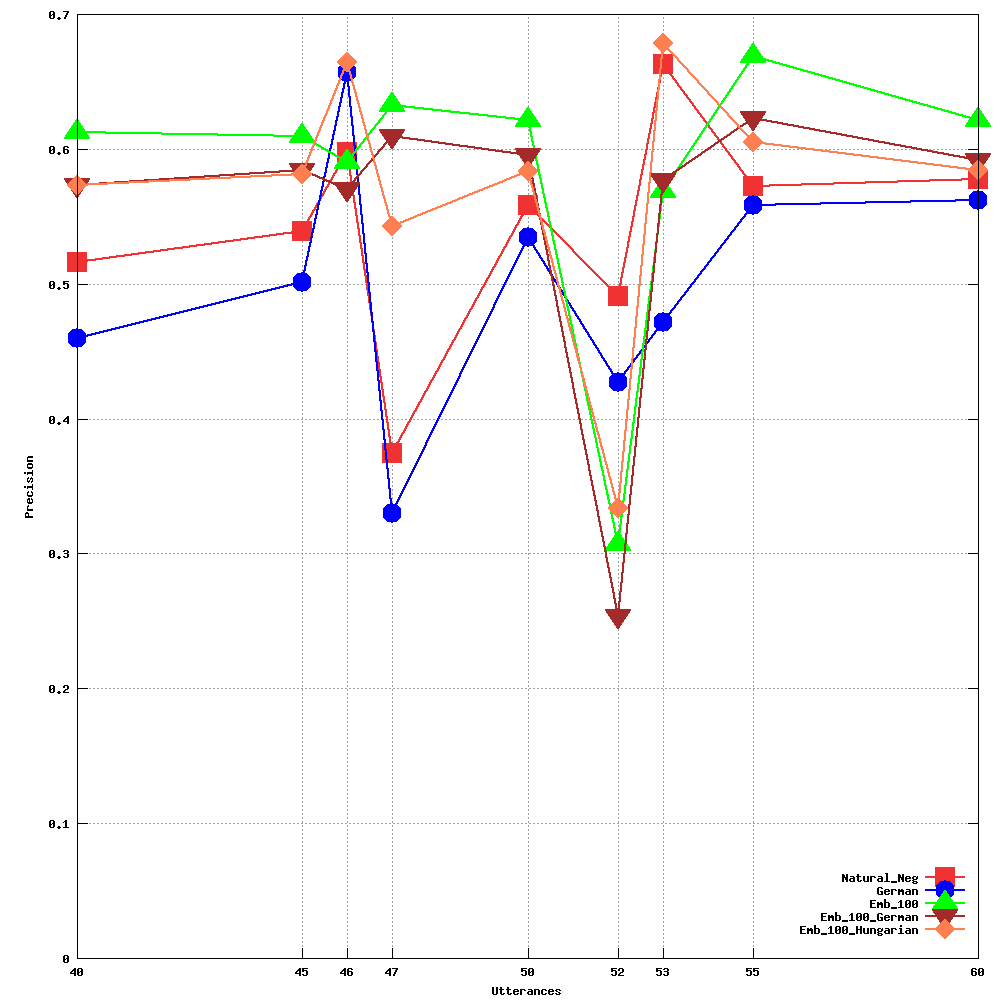 0.7
0.6
0.5
0.4
Precision
0.3
0.2
0.1
Natural_Neg
German
Emb_100
Emb_100_German
Emb_100_Hungarian
0
40 45 46 47 50 52 53 55 60
Utterances